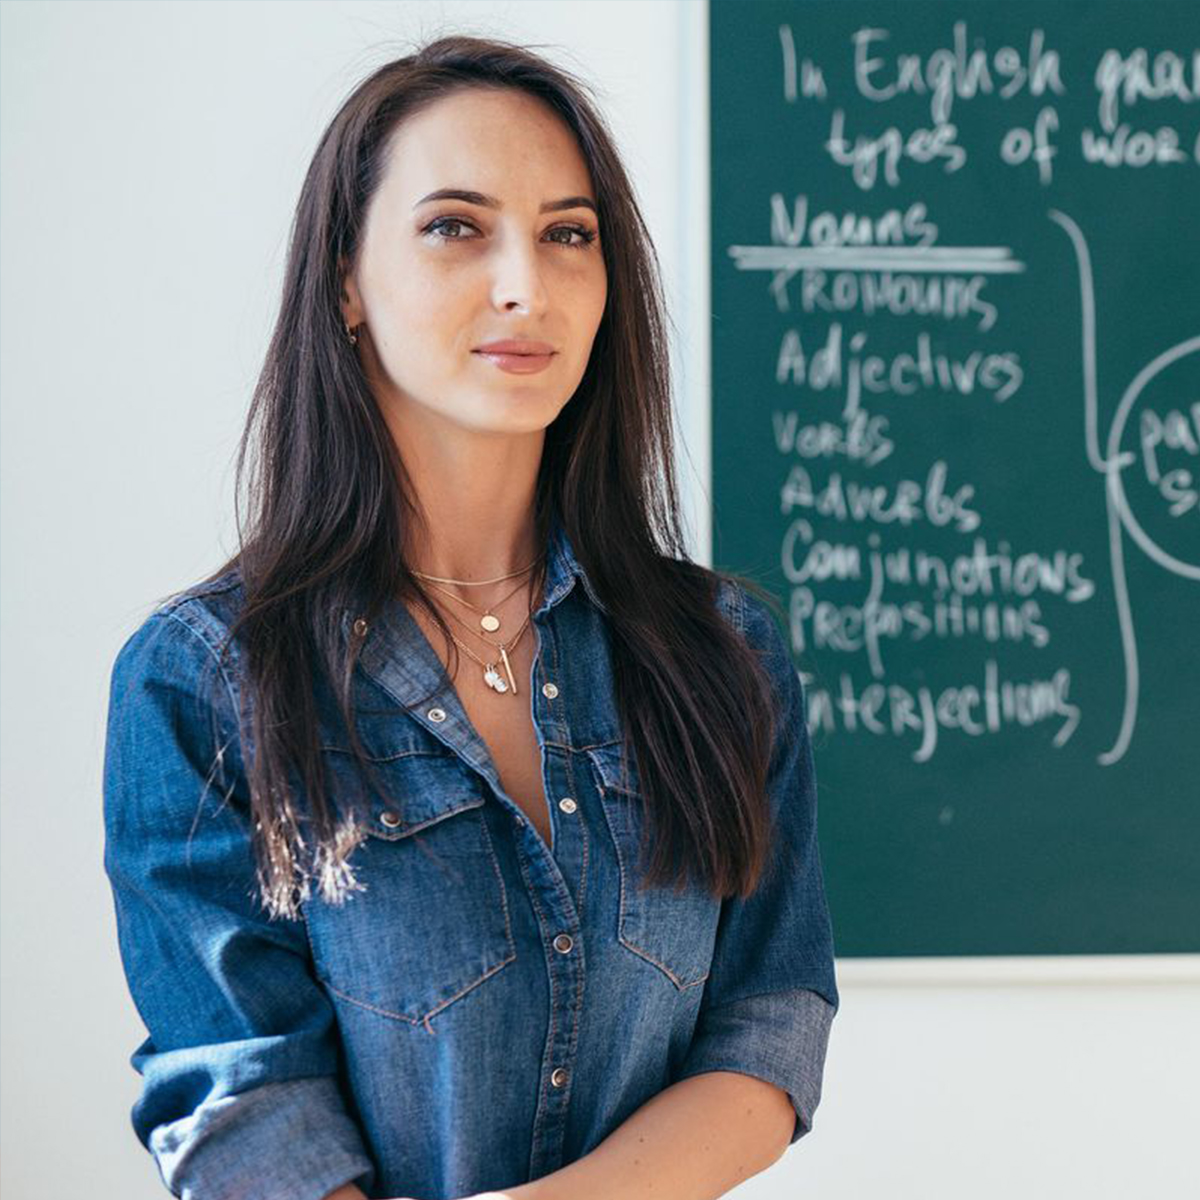 In English
types of
Nouns
PRONouns
Adjectives
VeRBs
AdveRbs
Conjunctions
PRepositions
InteRjections